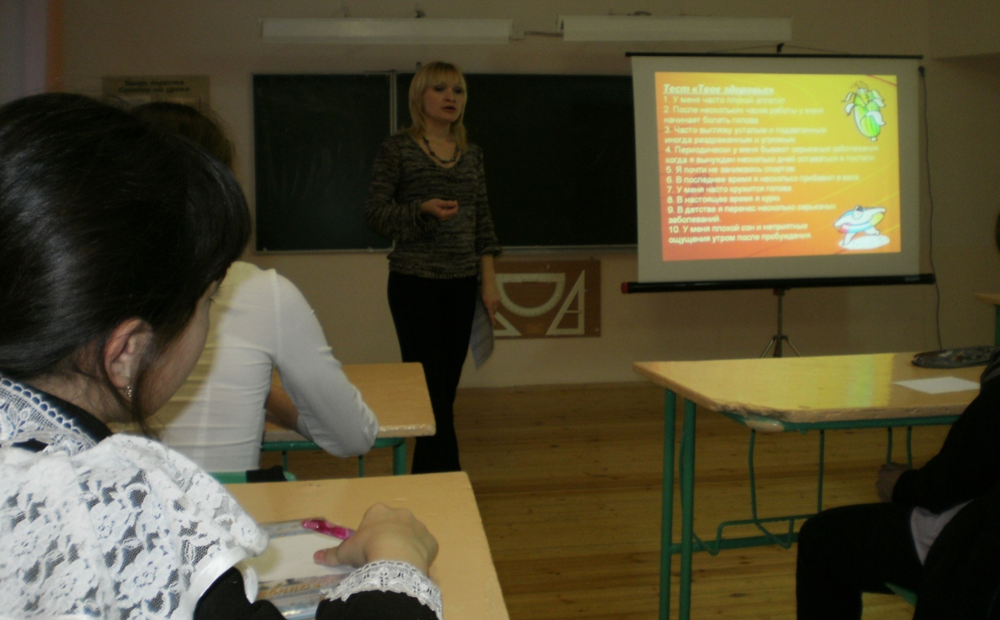 Тест «Твое здоровье»
1. У меня часто плохой аппетит
2. После нескольких часов работы у меня
начинает болеть голова.
3. Часто выгляжу усталым и подавленным,
иногда раздраженным и угрюмым.
4. Периодически у меня бывают серьезные заболевания,
когда я вынужден несколько дней оставаться в постели
5. Я почти не занимаюсь спортом.
6. В последнее время я несколько прибавил в весе
7. У меня часто кружится голова.
8. В настоящее время я курю
9. В детстве я перенес несколько серьезных
заболеваний.
10. У меня плохой сон и неприятные
ощущения утром после пробуждения.